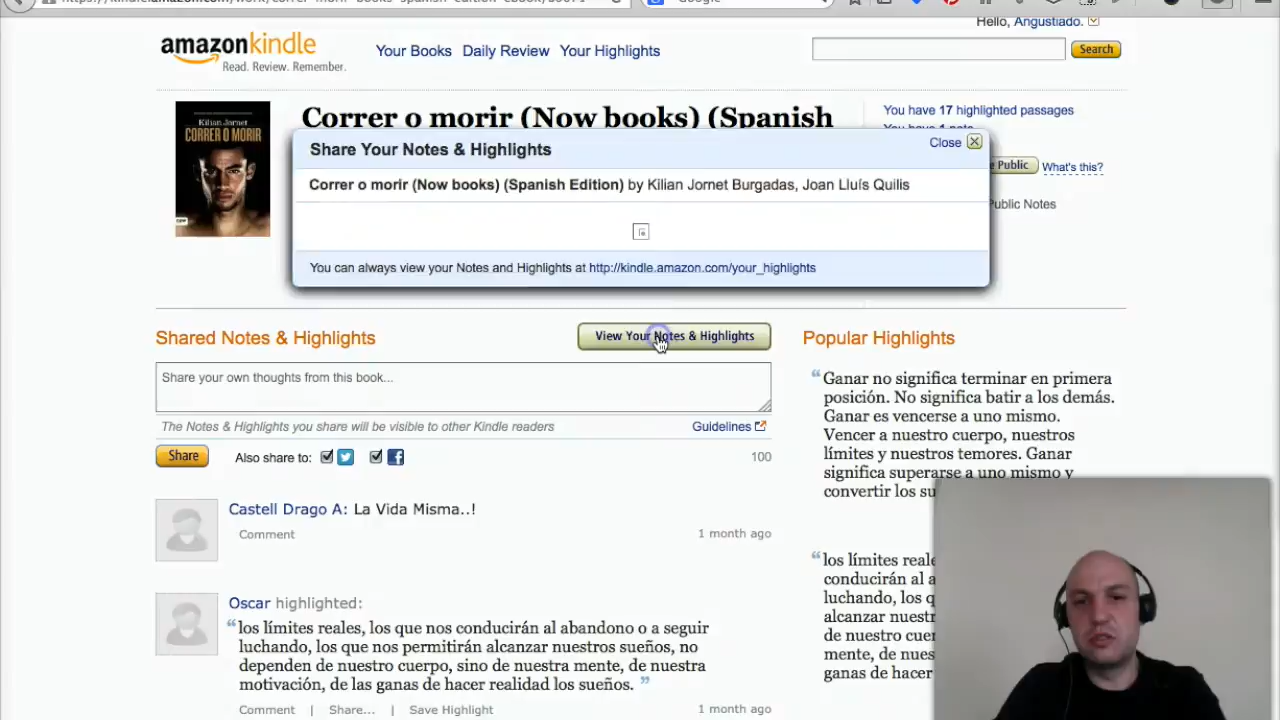 Hello, Angustiado.
amazonkindle
Read. Review. Remember.
Your Books Daily Review Your Highlights
Search
Kilian Jornet
CORRER O MORIR
Correr o morir (Now books) (Spanish
You have 17 highlighted passages
Public
What's this?
Public Notes
Share Your Notes & Highlights
Close
Correr o morir (Now books) (Spanish Edition) by Kilian Jornet Burgadas, Joan Lluís Quilis
You can always view your Notes and Highlights at http://kindle.amazon.com/your_highlights
Shared Notes & Highlights
View Your Notes & Highlights
Share your own thoughts from this book...
The Notes & Highlights you share will be visible to other Kindle readers
Guidelines
Share
Also share to:
100
Castell Drago A: La Vida Misma..!
Comment
1 month ago
Oscar highlighted:
“los límites reales, los que nos conducirán al abandono o a seguir
luchando, los que nos permitirán alcanzar nuestros sueños, no
dependen de nuestro cuerpo, sino de nuestra mente, de nuestra
motivación, de las ganas de hacer realidad los sueños. ”
Comment | Share... | Save Highlight
1 month ago
Popular Highlights
“Ganar no significa terminar en primera
posición. No significa batir a los demás.
Ganar es vencerse a uno mismo.
Vencer a nuestro cuerpo, nuestros
límites y nuestros temores. Ganar
significa superarse a uno mismo y
convertir los su
“los límites reale
conducirán al a
luchando, los q
alcanzar nuestr
de nuestro cuer
mente, de nues
ganas de hacer